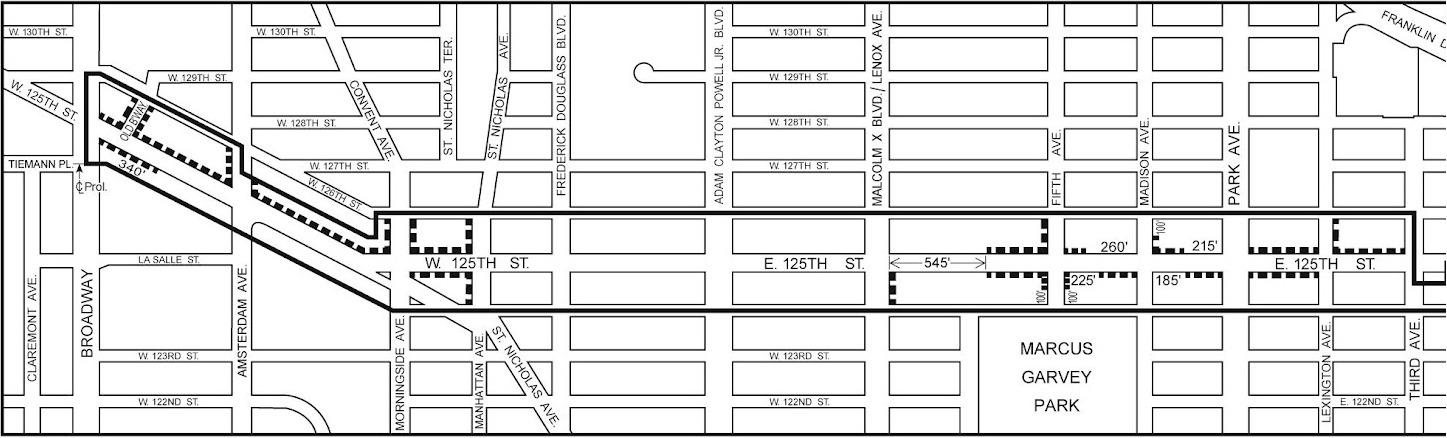 W. 130TH ST.
W. 130TH ST.
W. 130TH ST.
FRANKLIN D
W. 129TH ST.
W. 129TH ST.
W. 125TH ST.
OLD B'WAY
W. 128TH ST.
W. 128TH ST.
CONVENT AVE.
ST. NICHOLAS TER.
ST. NICHOLAS AVE.
FREDERICK DOUGLASS BLVD.
ADAM CLAYTON POWELL JR. BLVD.
MALCOLM X BLVD./LENOX AVE.
FIFTH AVE.
MADISON AVE.
PARK AVE.
TIEMANN PL.
340'
W. 127TH ST.
W. 127TH ST.
W. 126TH ST.
℄ Prol.
100'
260'
215'
LA SALLE ST.
W. 125TH ST.
E. 125TH ST.
545'
E. 125TH ST.
225'
185'
100'
100'
CLAREMONT AVE.
BROADWAY
AMSTERDAM AVE.
MORNINGSIDE AVE.
MANHATTAN AVE.
ST. NICHOLAS AVE.
W. 123RD ST.
W. 123RD ST.
MARCUS
GARVEY
PARK
LEXINGTON AVE.
THIRD AVE.
W. 122ND ST.
W. 122ND ST.
E. 122ND ST.